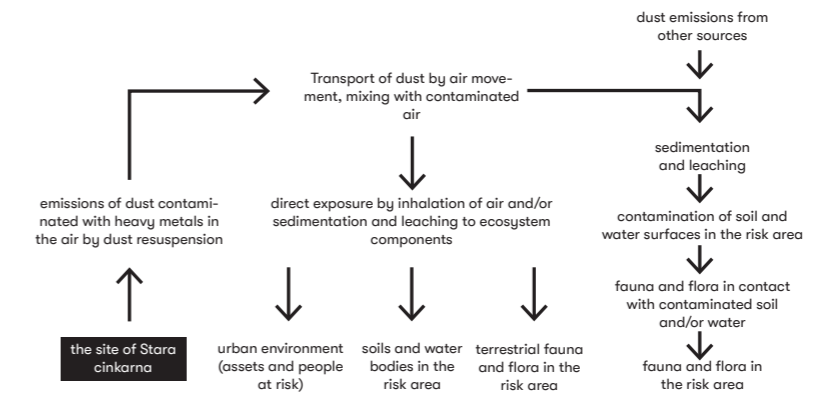 dust emissions from
other sources
Transport of dust by air move-
ment, mixing with contaminated
air
sedimentation
and leaching
emissions of dust contami-
nated with heavy metals in
the air by dust resuspension
direct exposure by inhalation of air and/or
sedimentation and leaching to ecosystem
components
contamination of soil and
water surfaces in the risk area
fauna and flora in contact
with contaminated soil
and/or water
the site of Stara
cinkarna
urban environment
(assets and people
at risk)
soils and water
bodies in the
risk area
terrestrial fauna
and flora in the
risk area
fauna and flora in
the risk area